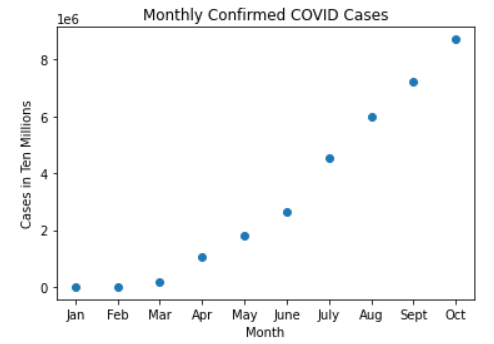 Monthly Confirmed COVID Cases
1e6
8
6
4
2
0
Cases in Ten Millions
Jan Feb Mar Apr May June July Aug Sept Oct
Month